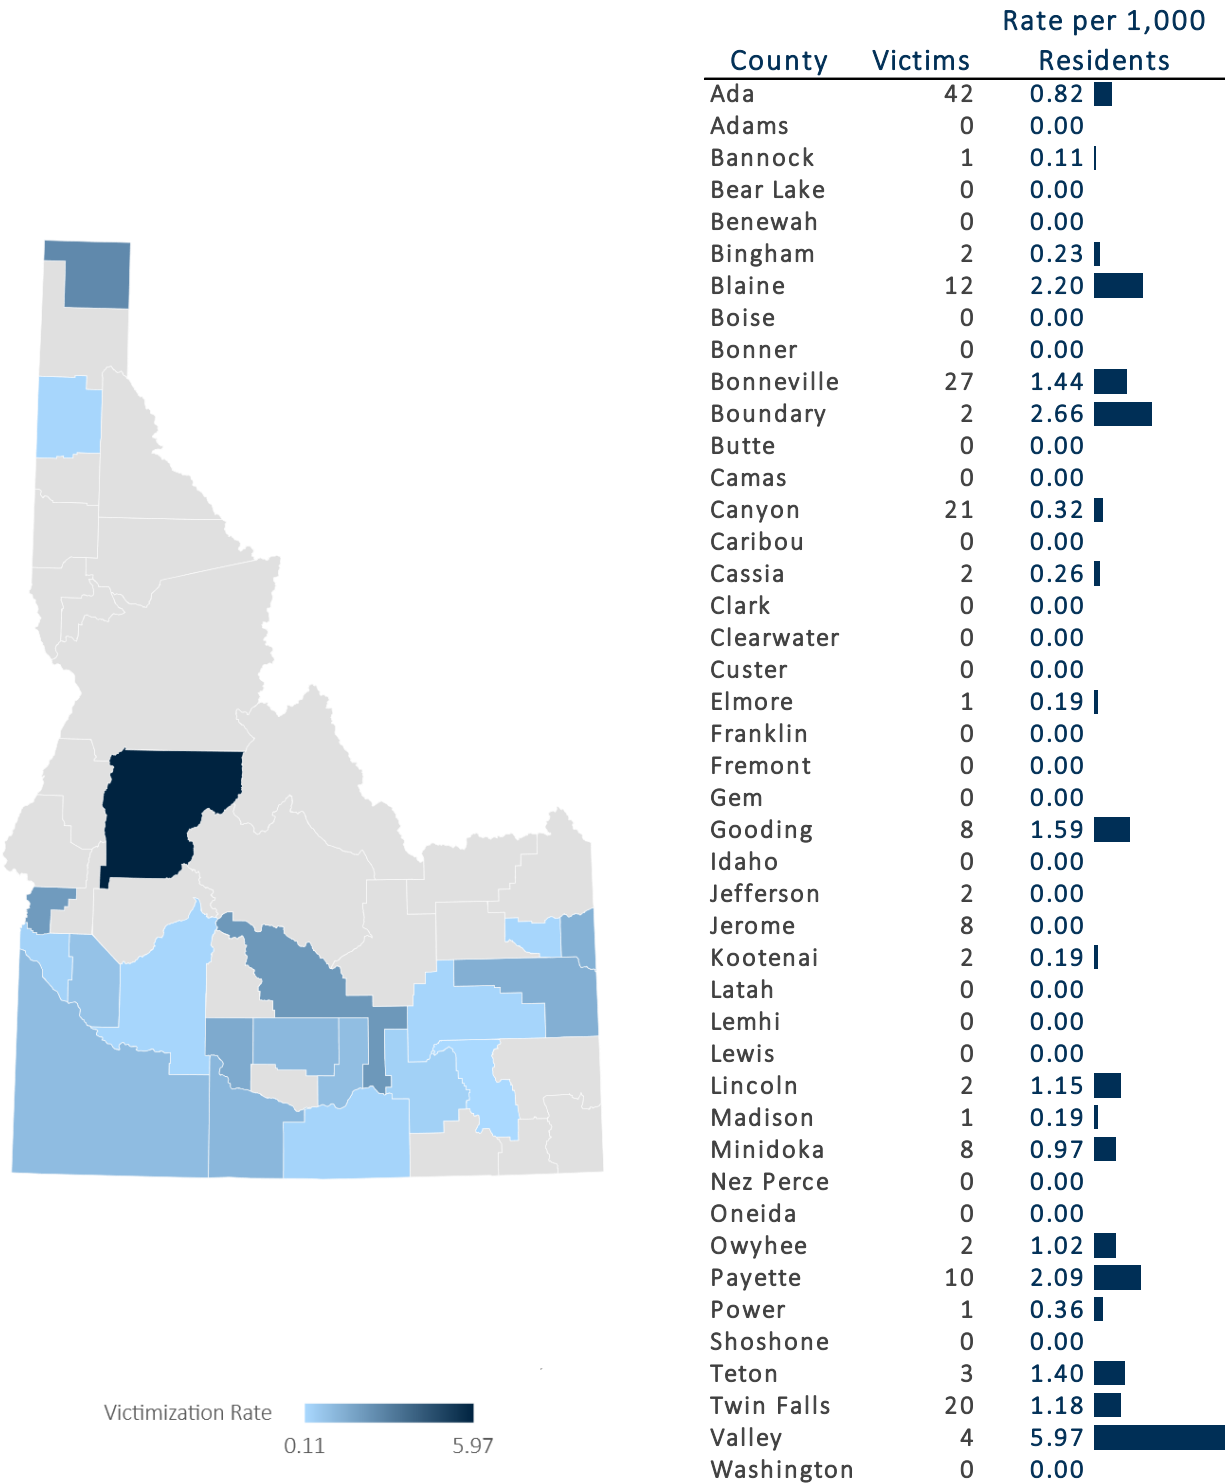 Rate per 1,000
County Victims Residents
Ada 42 0.82
Adams 0 0.00
Bannock 1 0.11
Bear Lake 0 0.00
Benewah 0 0.00
Bingham 2 0.23
Blaine 12 2.20
Boise 0 0.00
Bonner 0 0.00
Bonneville 27 1.44
Boundary 2 2.66
Butte 0 0.00
Camas 0 0.00
Canyon 21 0.32
Caribou 0 0.00
Cassia 2 0.26
Clark 0 0.00
Clearwater 0 0.00
Custer 0 0.00
Elmore 1 0.19
Franklin 0 0.00
Fremont 0 0.00
Gem 0 0.00
Gooding 8 1.59
Idaho 0 0.00
Jefferson 2 0.00
Jerome 8 0.00
Kootenai 2 0.19
Latah 0 0.00
Lemhi 0 0.00
Lewis 0 0.00
Lincoln 2 1.15
Madison 1 0.19
Minidoka 8 0.97
Nez Perce 0 0.00
Oneida 0 0.00
Owyhee 2 1.02
Payette 10 2.09
Power 1 0.36
Shoshone 0 0.00
Teton 3 1.40
Twin Falls 20 1.18
Valley 4 5.97
Washington 0 0.00
Victimization Rate
0.11 5.97